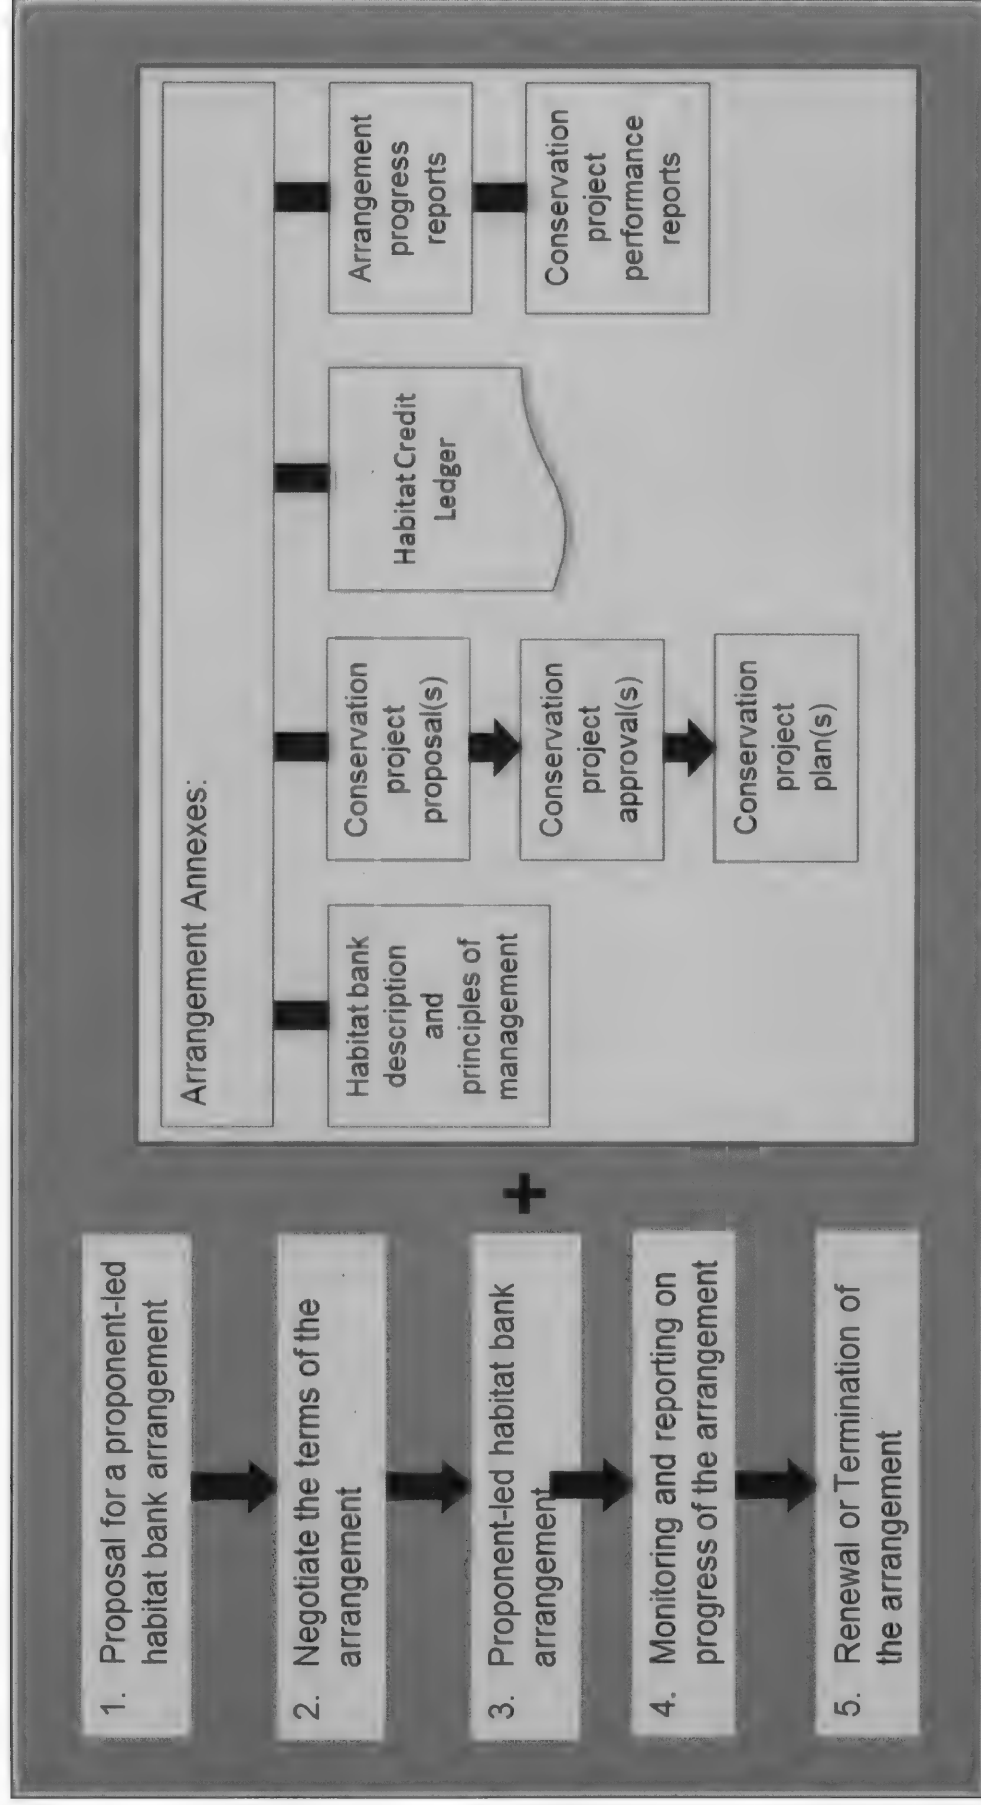 1. Proposal for a proponent-led
habitat bank arrangement
2. Negotiate the terms of the
arrangement
3. Proponent-led habitat bank
arrangement
4. Monitoring and reporting on
progress of the arrangement
5. Renewal or Termination of
the arrangement
+
Arrangement Annexes:
Habitat bank
description
and
principles of
management
Conservation
project
proposal(s)
Conservation
project
approval(s)
Conservation
project
plan(s)
Habitat Credit
Ledger
Arrangement
progress
reports
Conservation
project
performance
reports